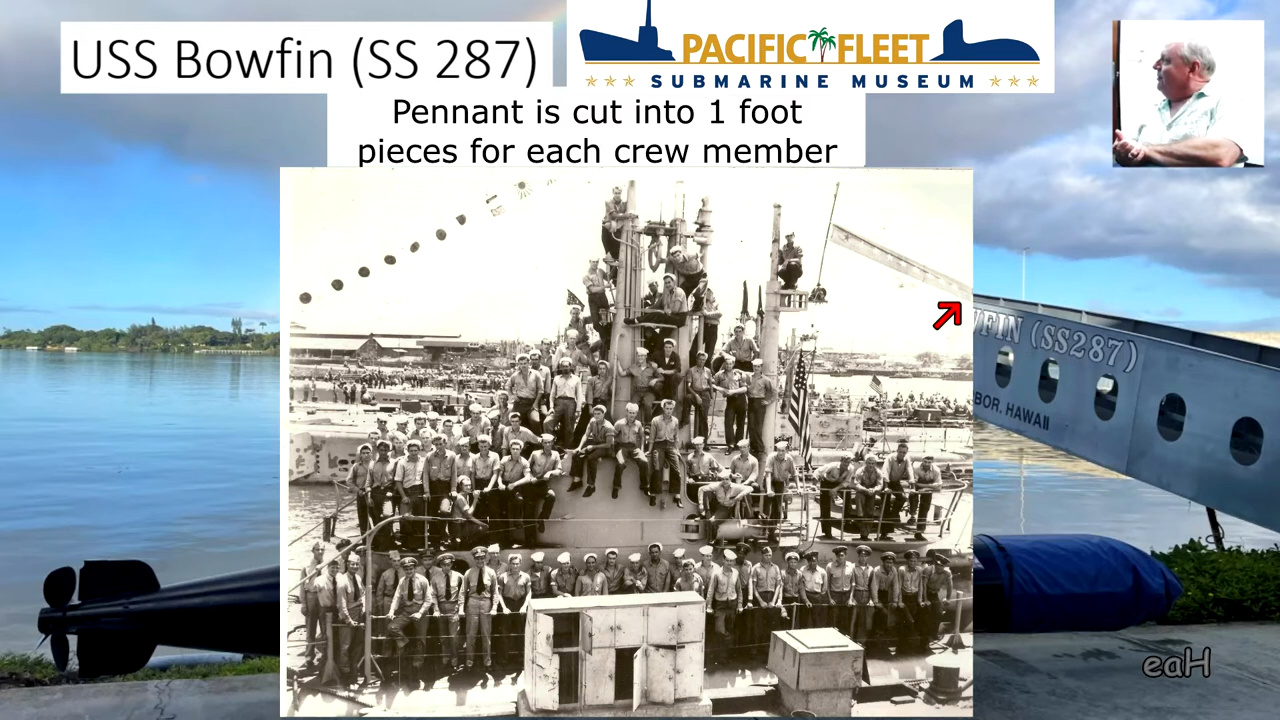 USS Bowfin (SS 287)
PACIFIC FLEET
SUBMARINE MUSEUM
Pennant is cut into 1 foot
pieces for each crew member
FIN (SS287)
BOR, HAWAII
eaH